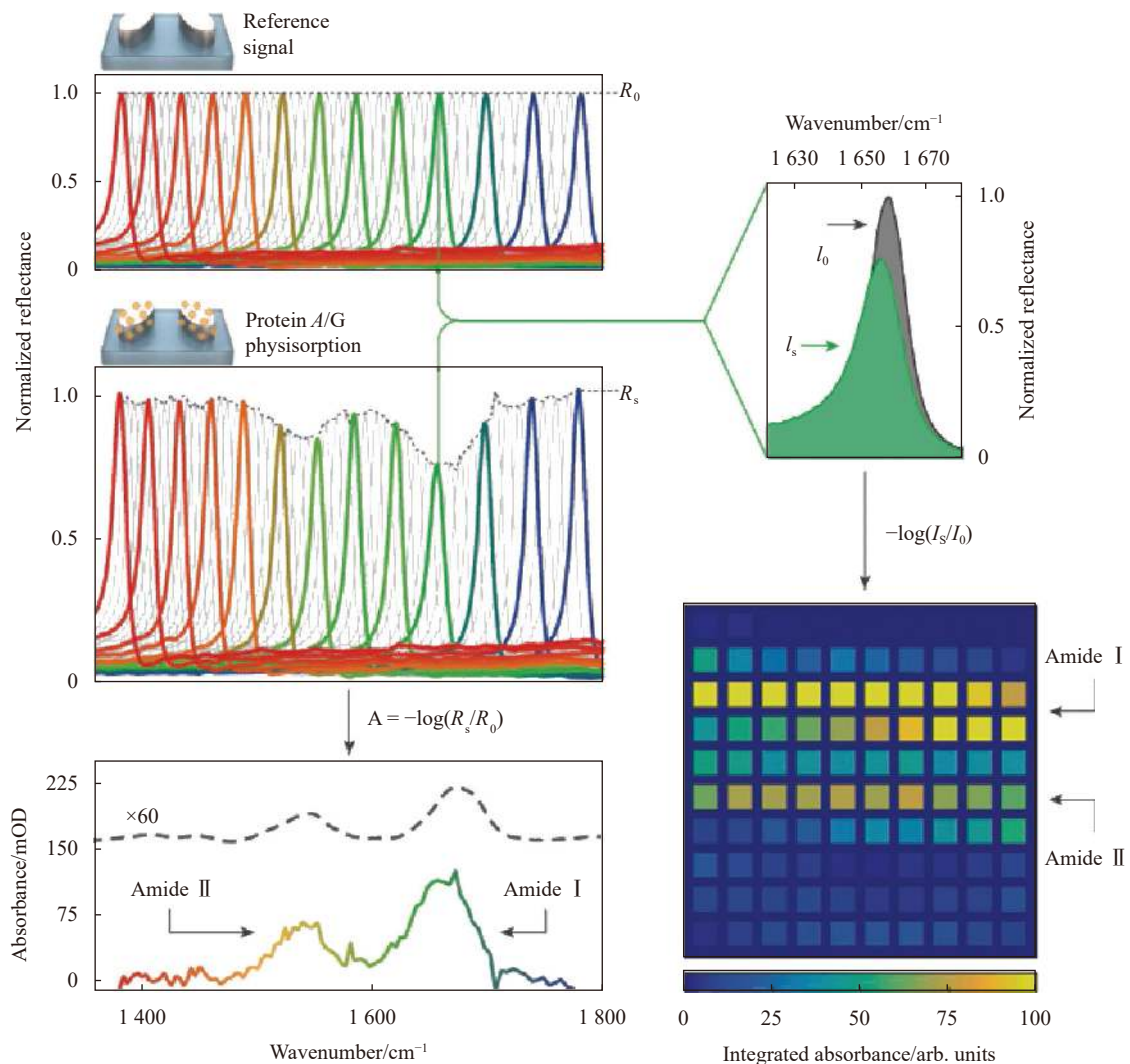 Reference
signal
1.0
0.5
0
R₀
Normalized reflectance
Protein A/G
physisorption
1.0
0.5
0
Rₛ
A = −log(Rₛ/R₀)
225
150
75
0
×60
Amide Ⅱ
Amide Ⅰ
Absorbance/mOD
1 400
1 600
1 800
Wavenumber/cm⁻¹
Wavenumber/cm⁻¹
1 630
1 650
1 670
1.0
0.5
0
l₀
lₛ
Normalized reflectance
−log(I_S/I₀)
Amide Ⅰ
Amide Ⅱ
0
25
50
75
100
Integrated absorbance/arb. units